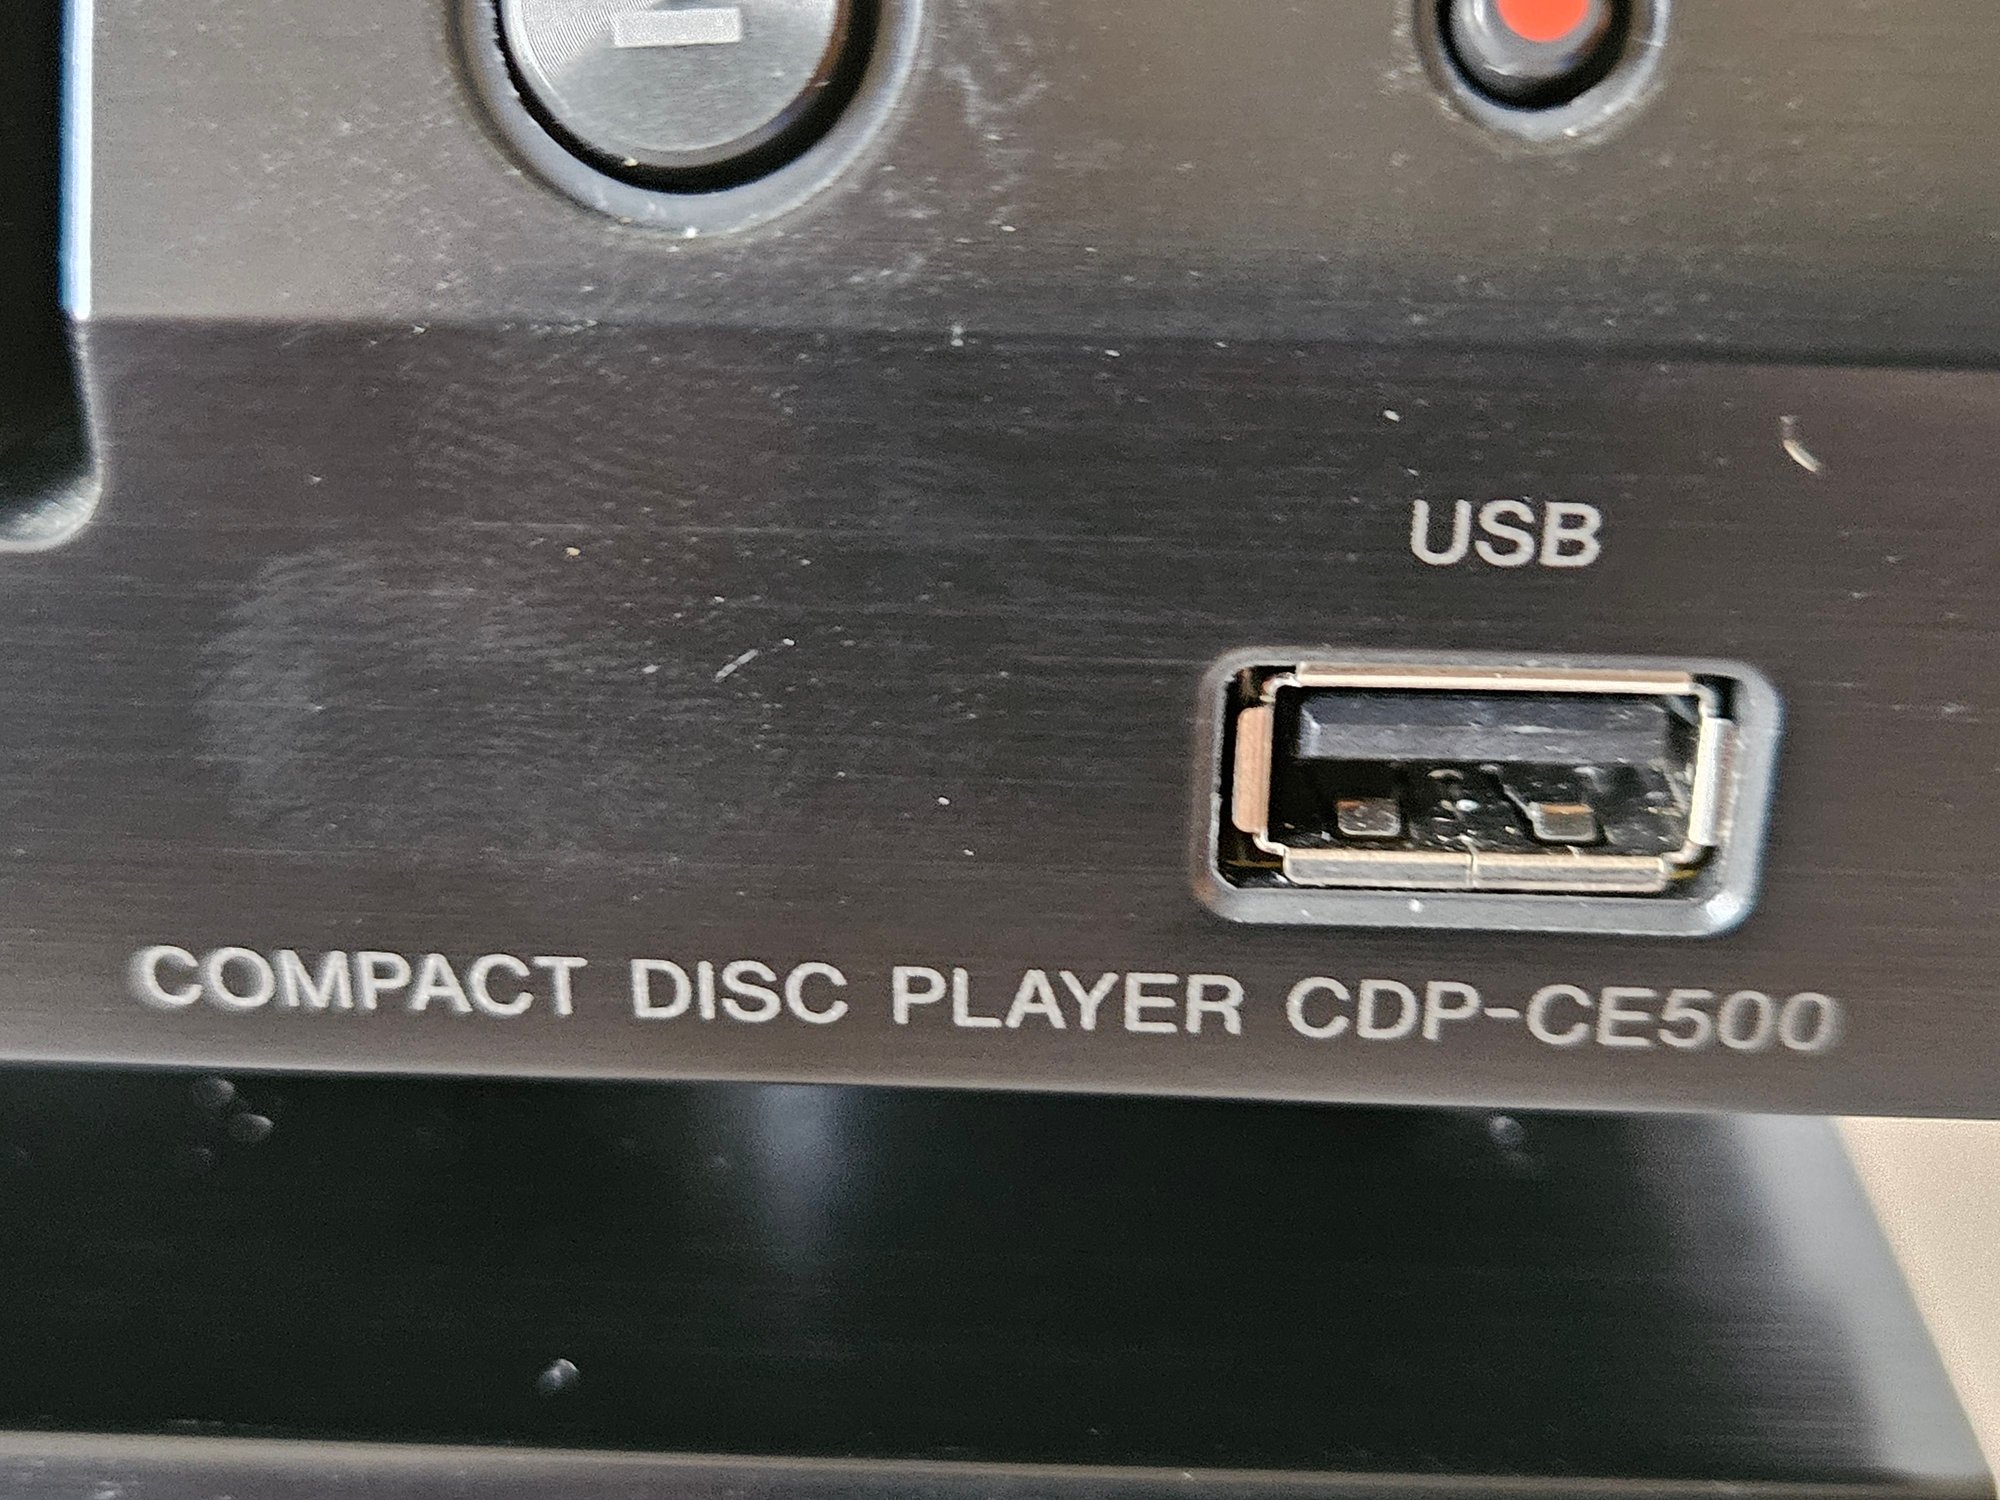 USB
COMPACT DISC PLAYER CDP-CE500